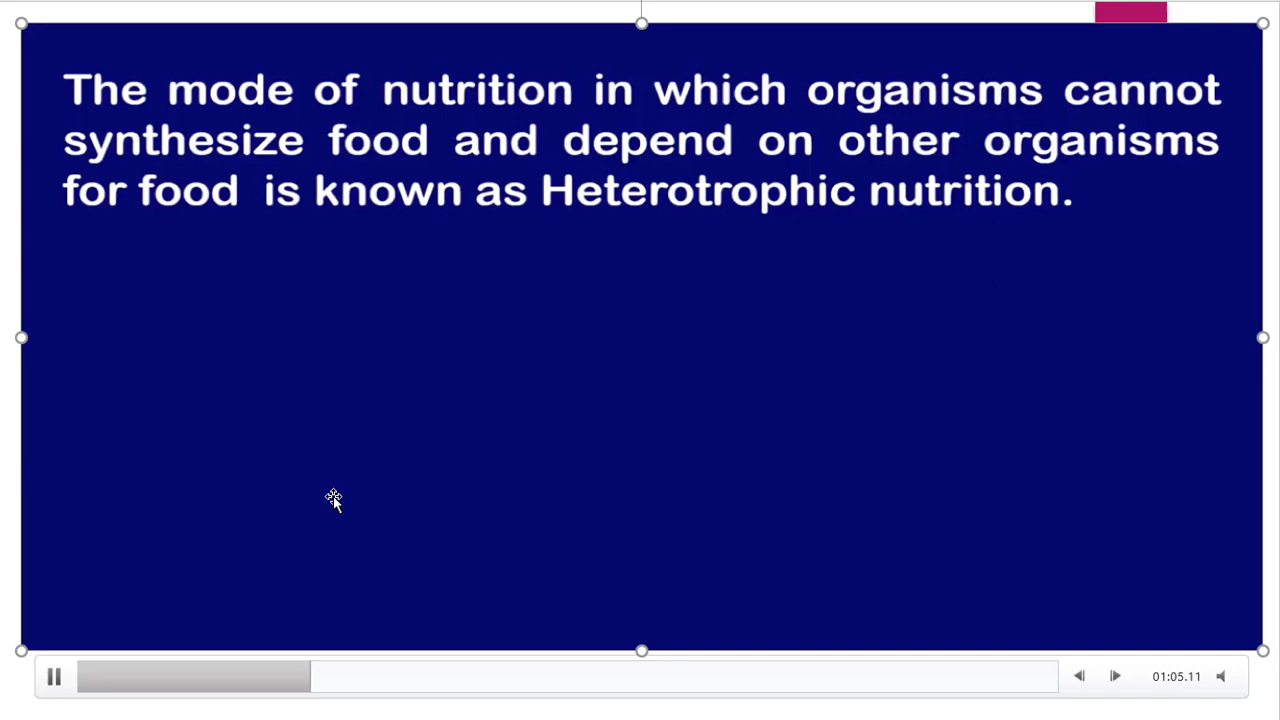 The mode of nutrition in which organisms cannot
synthesize food and depend on other organisms
for food is known as Heterotrophic nutrition.
01:05.11